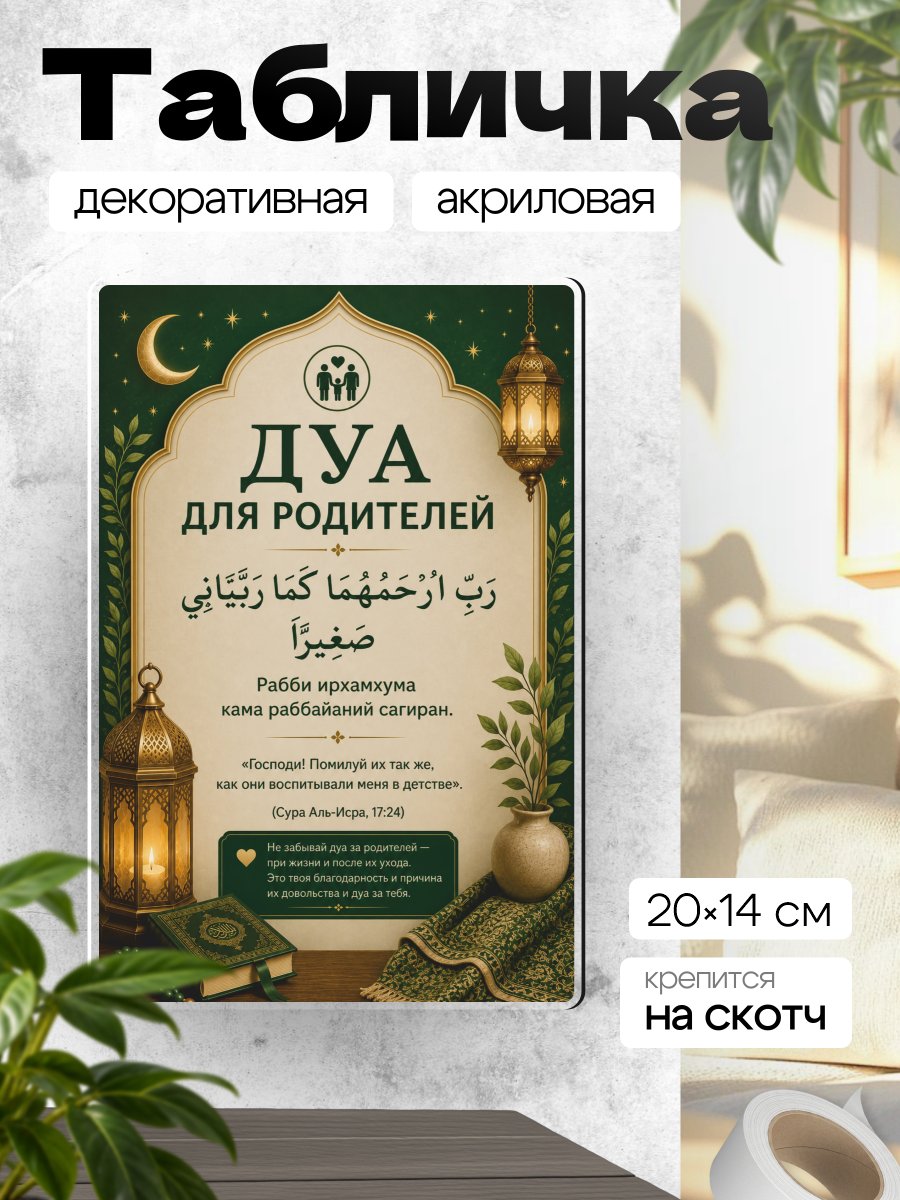 Табличка
декоративная
акриловая
ДУА
ДЛЯ РОДИТЕЛЕЙ
رَبِّ ارْحَمْهُمَا كَمَا رَبَّيَّانِي
صَغِيرًّاَ
Рабби ирхамхума
кама раббайаний сагиран.
«Господи! Помилуй их так же,
как они воспитывали меня в детстве».
(Сура Аль-Исра, 17:24)
Не забывай дуа за родителей —
при жизни и после их ухода.
Это твоя благодарность и причина
их довольства и дуа за тебя.
20×14 см
крепится
на скотч